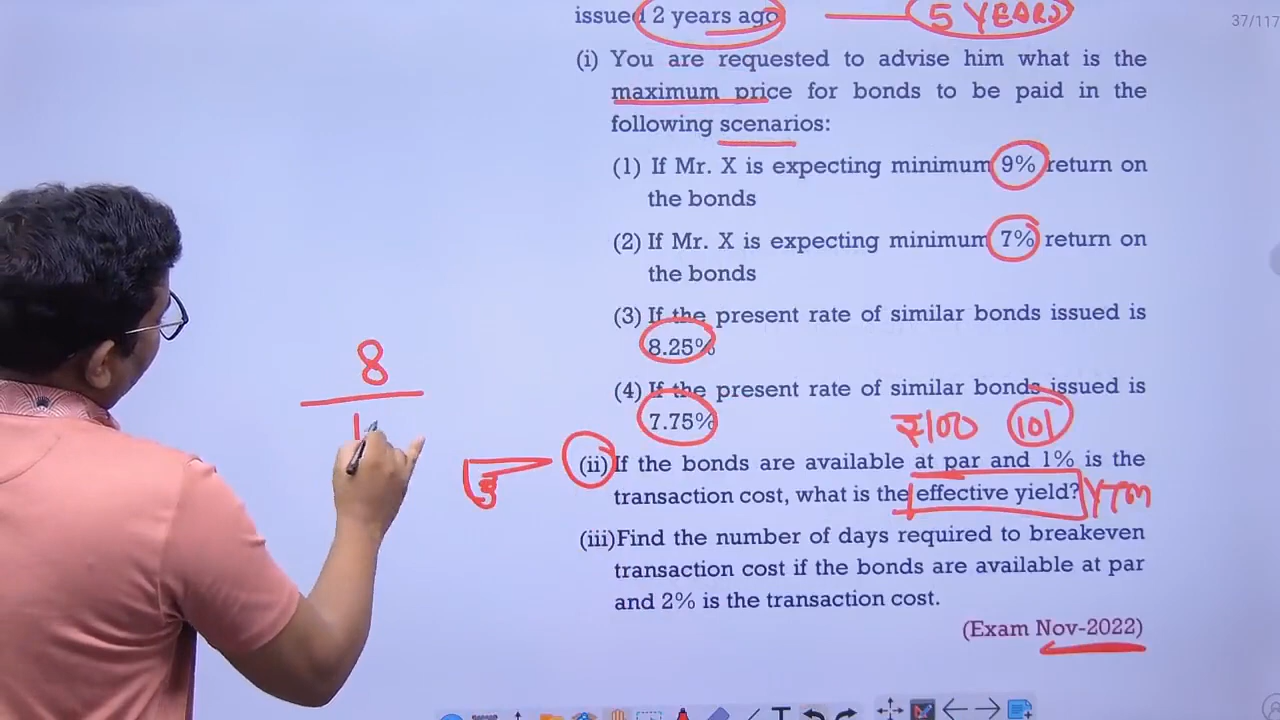 37/117
issued 2 years ago 5 YEARS
(i) You are requested to advise him what is the
maximum price for bonds to be paid in the
following scenarios:
(1) If Mr. X is expecting minimum 9% return on
the bonds
(2) If Mr. X is expecting minimum 7% return on
the bonds
(3) If the present rate of similar bonds issued is
8.25%
(4) If the present rate of similar bonds issued is
7.75%
₹100 101
(ii) If the bonds are available at par and 1% is the
transaction cost, what is the effective yield? YTM
(iii)Find the number of days required to breakeven
transaction cost if the bonds are available at par
and 2% is the transaction cost.
(Exam Nov-2022)
8
1